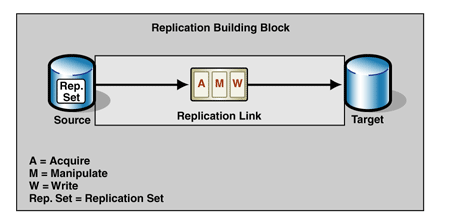 Replication Building Block
Rep.
Set
A M W
Source
Replication Link
Target
A = Acquire
M = Manipulate
W = Write
Rep. Set = Replication Set